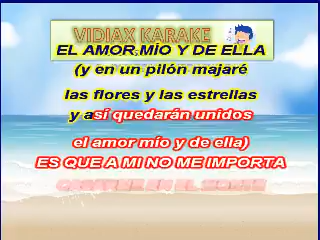 VIDIAX KARAKE
EL AMOR MÍO Y DE ELLA
(y en un pilón majaré
las flores y las estrellas
y así quedarán unidos
el amor mío y de ella)
ES QUE A MI NO ME IMPORTA